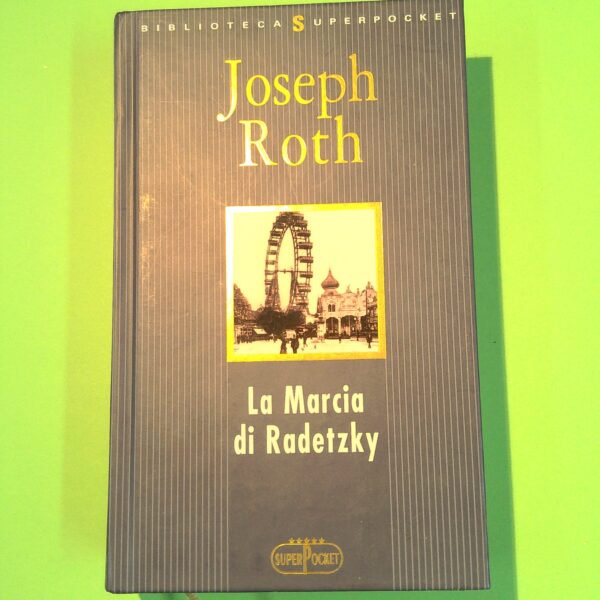 BIBLIOTECA SUPERPOCKET
Joseph
Roth
La Marcia
di Radetzky
SUPERPOCKET